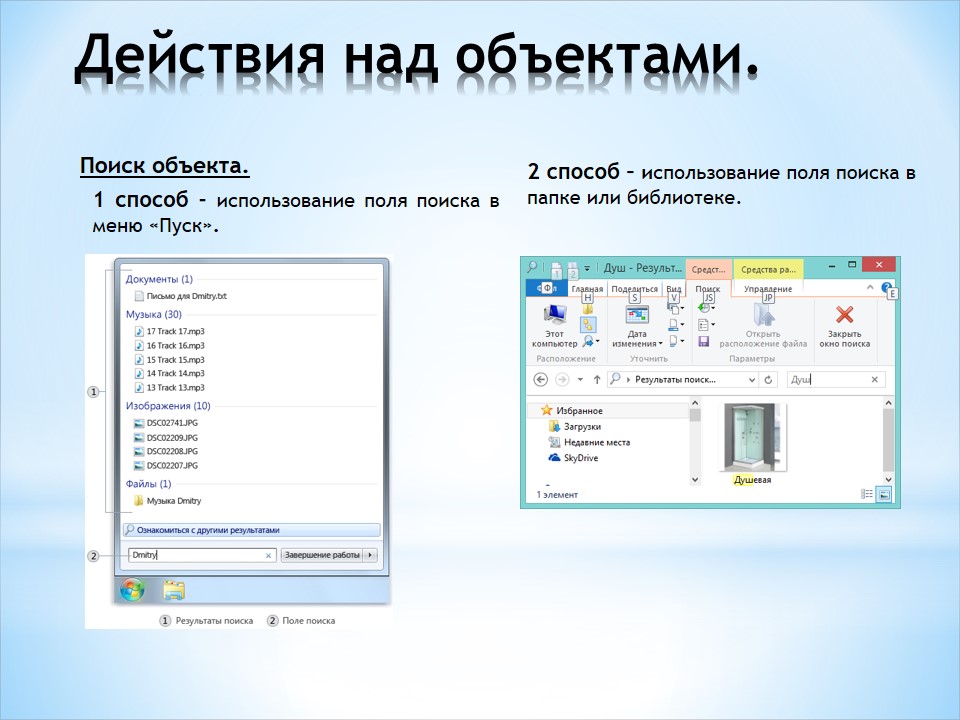 Действия над объектами.
Поиск объекта.
1 способ - использование поля поиска в
меню «Пуск».
Документы (1)
Письмо для Dmitry.txt
Музыка (30)
17 Track 17.mp3
16 Track 16.mp3
15 Track 15.mp3
14 Track 14.mp3
13 Track 13.mp3
1
Изображения (10)
DSC02741.JPG
DSC02209.JPG
DSC02208.JPG
DSC02207.JPG
Файлы (1)
Музыка Dmitry
Ознакомиться с другими результатами
2
Dmitry
Завершение работы
1 Результаты поиска 2 Поле поиска
2 способ – использование поля поиска в
папке или библиотеке.
Душ - Результ... Средст... Средства ра...
1 2
Главная Поделиться Вид Поиск Управление
Ф H S V JS JP E
Этот
компьютер
Дата
изменения
Открыть
расположение файла
Закрыть
окно поиска
Расположение Уточнить Параметры
Результаты поиск... Душ
Избранное
Загрузки
Недавние места
SkyDrive
Душевая
1 элемент